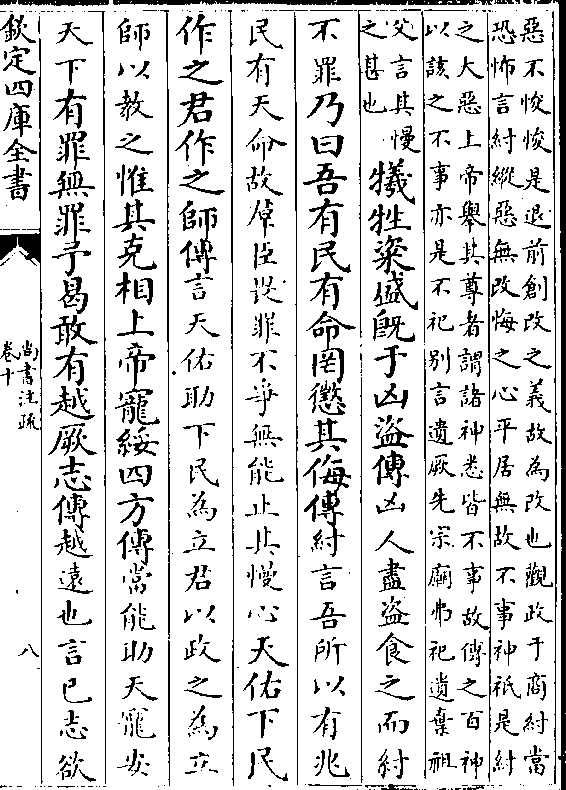 惡不悛悛是退前創改之義故為改也觀政于商紂當
恐怖言紂縱惡無改悔之心平居無故不事神祇是紂
之大惡上帝舉其尊者謂諸神悉皆不事故傳之百神
以該之不事亦是不祀别言遺厥先宗廟弗祀遺棄祖
父言其慢
之甚也
犧牲粢盛旣于凶盜傳凶人盡盜食之而紂
不罪乃曰吾有民有命罔懲其侮傳紂言吾所以有兆
民有天命故羣臣畏罪不爭無能止其慢心天佑下民
作之君作之師傳言天佑助下民為立君以政之為立
師以教之惟其克相上帝寵綏四方傳當能助天寵安
天下有罪無罪予曷敢有越厥志傳越遠也言己志欲
欽定四庫全書
尚書注疏
卷十
八